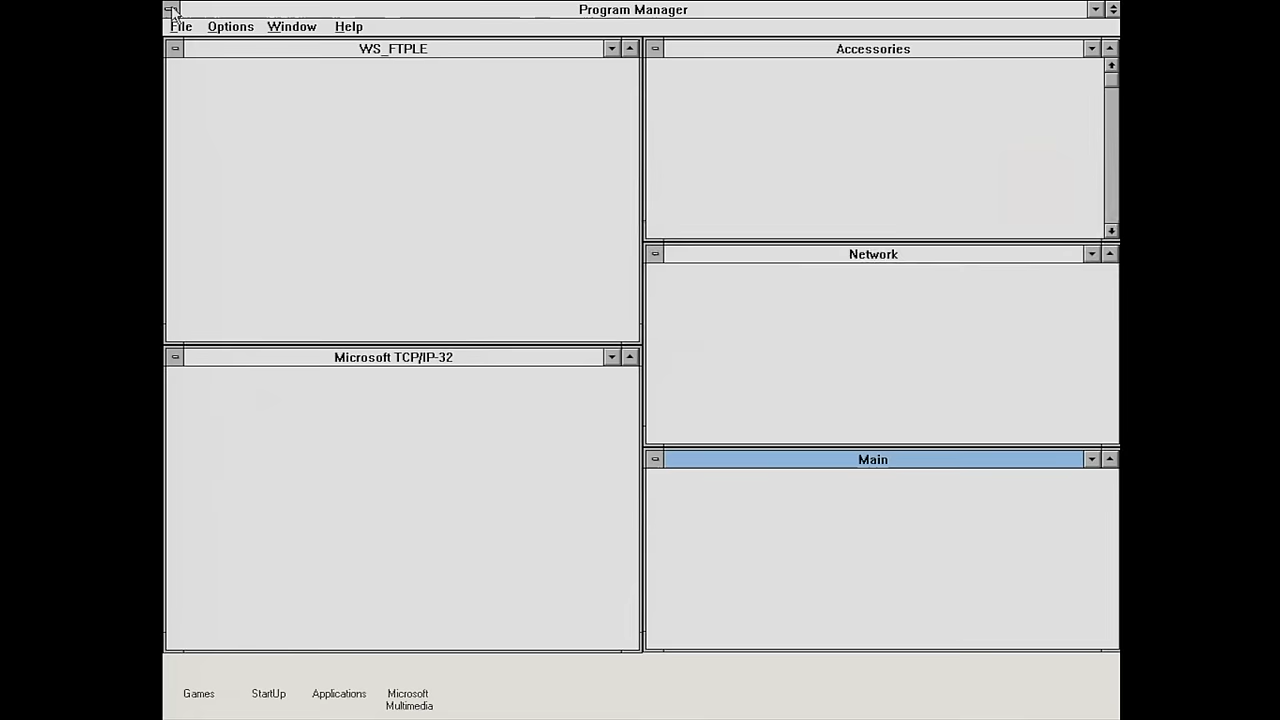 Program Manager
File Options Window Help
WS_FTPLE
Accessories
Network
Microsoft TCP/IP-32
Main
Games StartUp Applications Microsoft
Multimedia